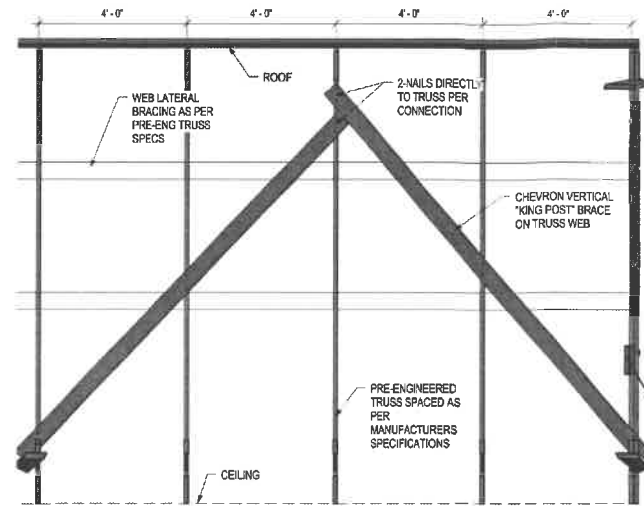 4' - 0"
4' - 0"
4' - 0"
4' - 0"
ROOF
2-NAILS DIRECTLY
TO TRUSS PER
CONNECTION
WEB LATERAL
BRACING AS PER
PRE-ENG TRUSS
SPECS
CHEVRON VERTICAL
"KING POST" BRACE
ON TRUSS WEB
PRE-ENGINEERED
TRUSS SPACED AS
PER
MANUFACTURERS
SPECIFICATIONS
CEILING